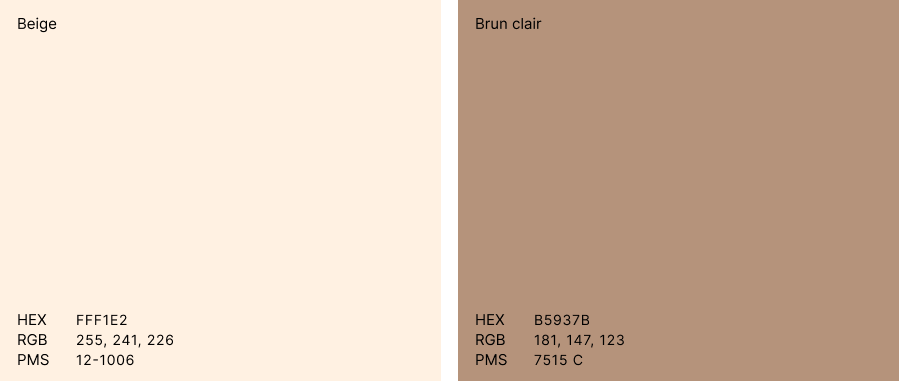 Beige
HEX FFF1E2
RGB 255, 241, 226
PMS 12-1006
Brun clair
HEX B5937B
RGB 181, 147, 123
PMS 7515 C